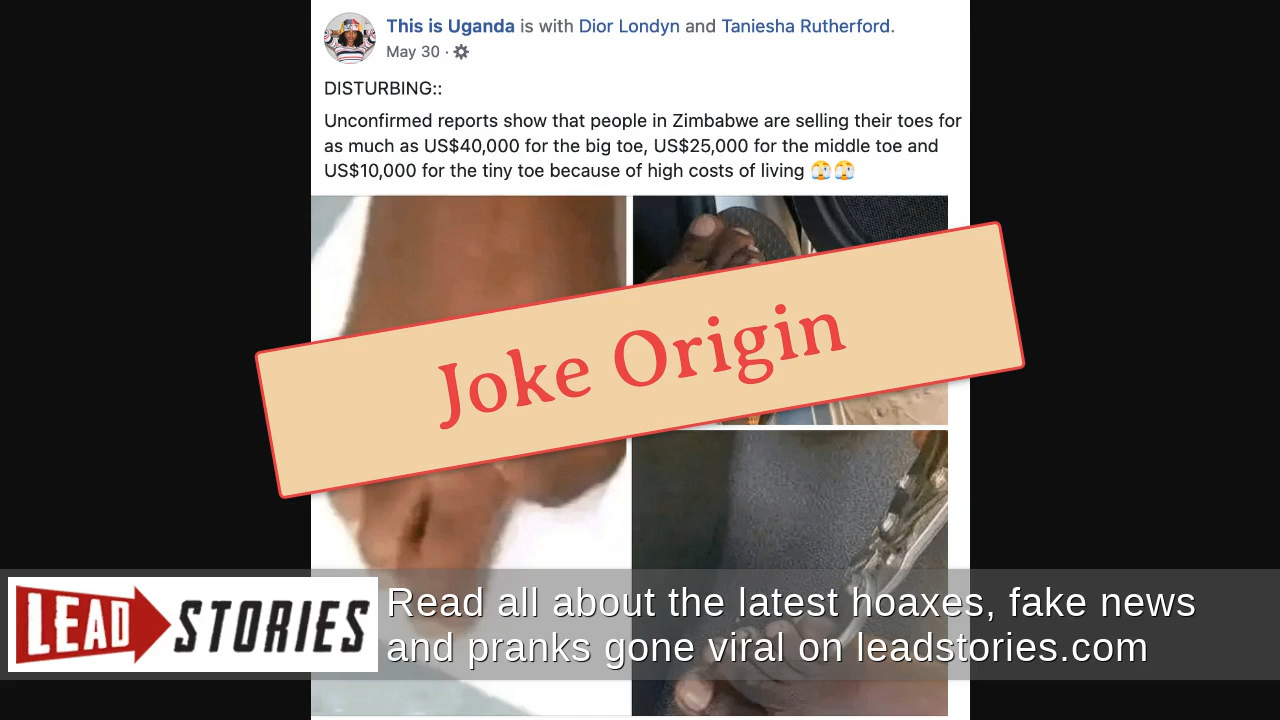 This is Uganda is with Dior Londyn and Taniesha Rutherford.
May 30 ·
DISTURBING::
Unconfirmed reports show that people in Zimbabwe are selling their toes for
as much as US$40,000 for the big toe, US$25,000 for the middle toe and
US$10,000 for the tiny toe because of high costs of living 🫣🫣
Joke Origin
LEAD STORIES
Read all about the latest hoaxes, fake news
and pranks gone viral on leadstories.com